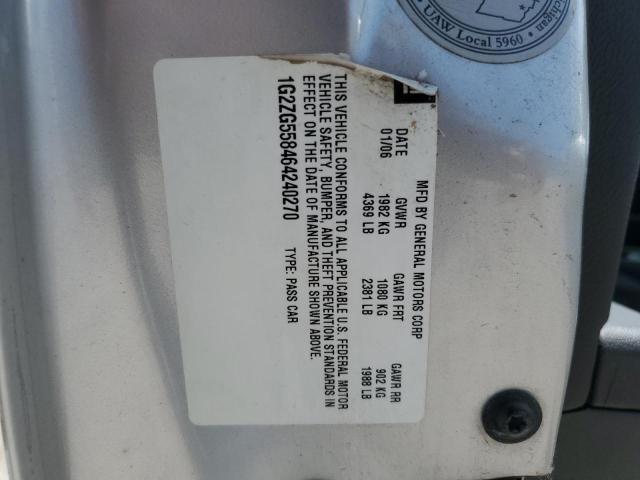 Michigan
UAW Local 5960
MFD BY GENERAL MOTORS CORP
DATE GVWR GAWR FRT GAWR RR
01/06 1982 KG 1080 KG 902 KG
4369 LB 2381 LB 1988 LB
THIS VEHICLE CONFORMS TO ALL APPLICABLE U.S. FEDERAL MOTOR
VEHICLE SAFETY, BUMPER, AND THEFT PREVENTION STANDARDS IN
EFFECT ON THE DATE OF MANUFACTURE SHOWN ABOVE.
1G2ZG558464240270 TYPE: PASS CAR